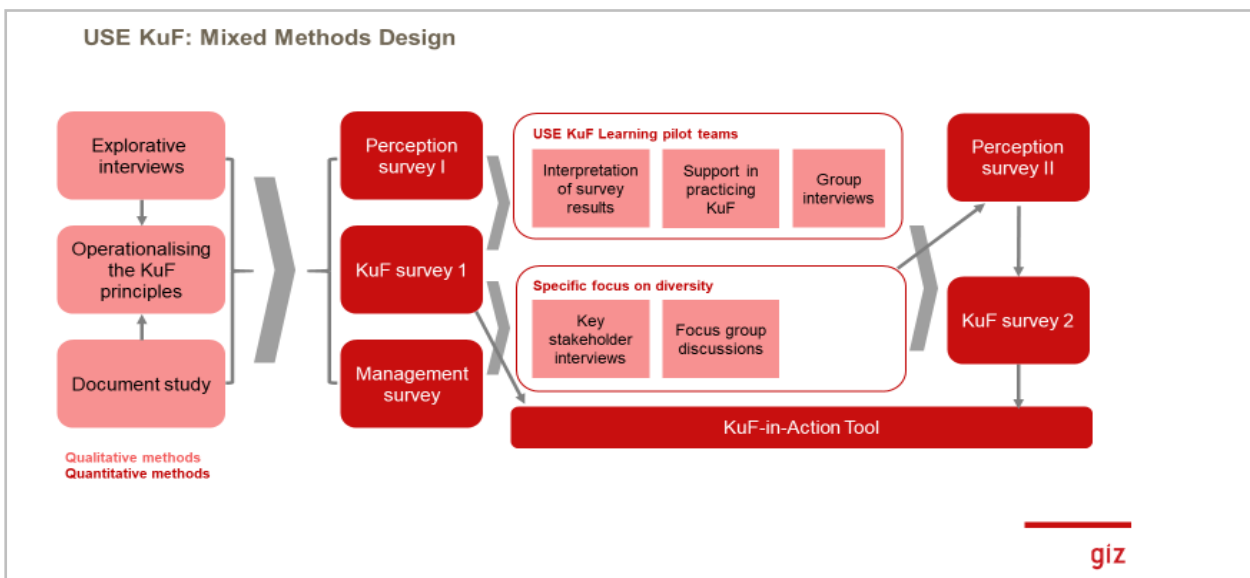 USE KuF: Mixed Methods Design
Explorative
interviews
Operationalising
the KuF
principles
Document study
Qualitative methods
Quantitative methods
Perception
survey I
KuF survey 1
Management
survey
USE KuF Learning pilot teams
Interpretation
of survey
results
Support in
practicing
KuF
Group
interviews
Specific focus on diversity
Key
stakeholder
interviews
Focus group
discussions
Perception
survey II
KuF survey 2
KuF-in-Action Tool
giz